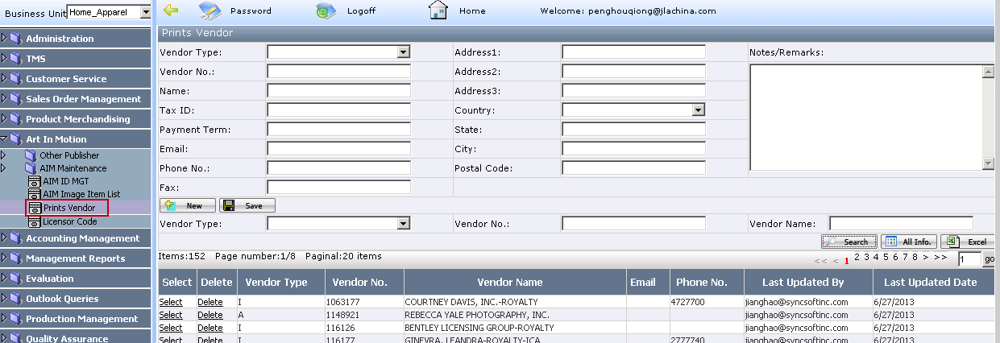 Business Unit Home_Apparel
Password Logoff Home Welcome: penghouqiong@jlachina.com
Administration
TMS
Customer Service
Sales Order Management
Product Merchandising
Art In Motion
Other Publisher
AIM Maintenance
AIM ID MGT
AIM Image Item List
Prints Vendor
Licensor Code
Accounting Management
Management Reports
Evaluation
Outlook Queries
Production Management
Quality Assurance
Prints Vendor
Vendor Type: Address1: Notes/Remarks:
Vendor No.: Address2:
Name: Address3:
Tax ID: Country:
Payment Term: State:
Email: City:
Phone No.: Postal Code:
Fax:
New Save
Vendor Type: Vendor No.: Vendor Name:
Search All Info. Excel
Items:152 Page number:1/8 Paginal:20 items << < 1 2 3 4 5 6 7 8 > >> 1 go
Select Delete Vendor Type Vendor No. Vendor Name Email Phone No. Last Updated By Last Updated Date
Select Delete I 1063177 COURTNEY DAVIS, INC.-ROYALTY 4727700 jianghao@syncsoftinc.com 6/27/2013
Select Delete A 1148921 REBECCA YALE PHOTOGRAPHY, INC. jianghao@syncsoftinc.com 6/27/2013
Select Delete I 116126 BENTLEY LICENSING GROUP-ROYALTY jianghao@syncsoftinc.com 6/27/2013
Select Delete I 116177 GINEVRA, LEANDRA-ROYALTY-ICA 2777740 jianghao@syncsoftinc.com 6/27/2013